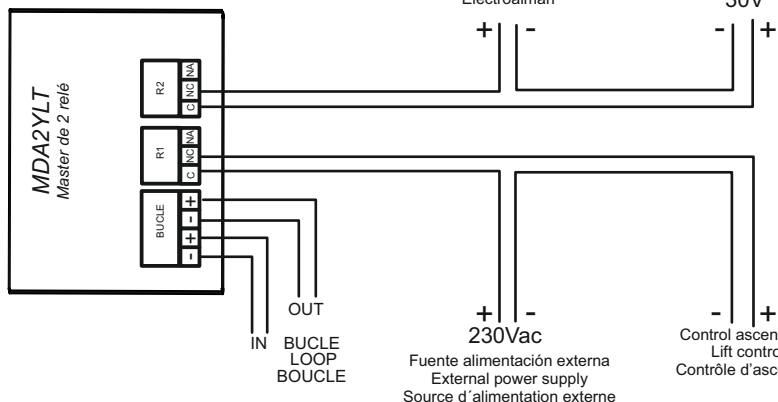 + - - +
MDA2YLT
Master de 2 relé
R2
NA
NC
C
R1
NA
NC
C
BUCLE
+
-
+
-
OUT
IN
BUCLE
LOOP
BOUCLE
+ - - +
230Vac
Fuente alimentación externa
External power supply
Source d´alimentation externe
Lift